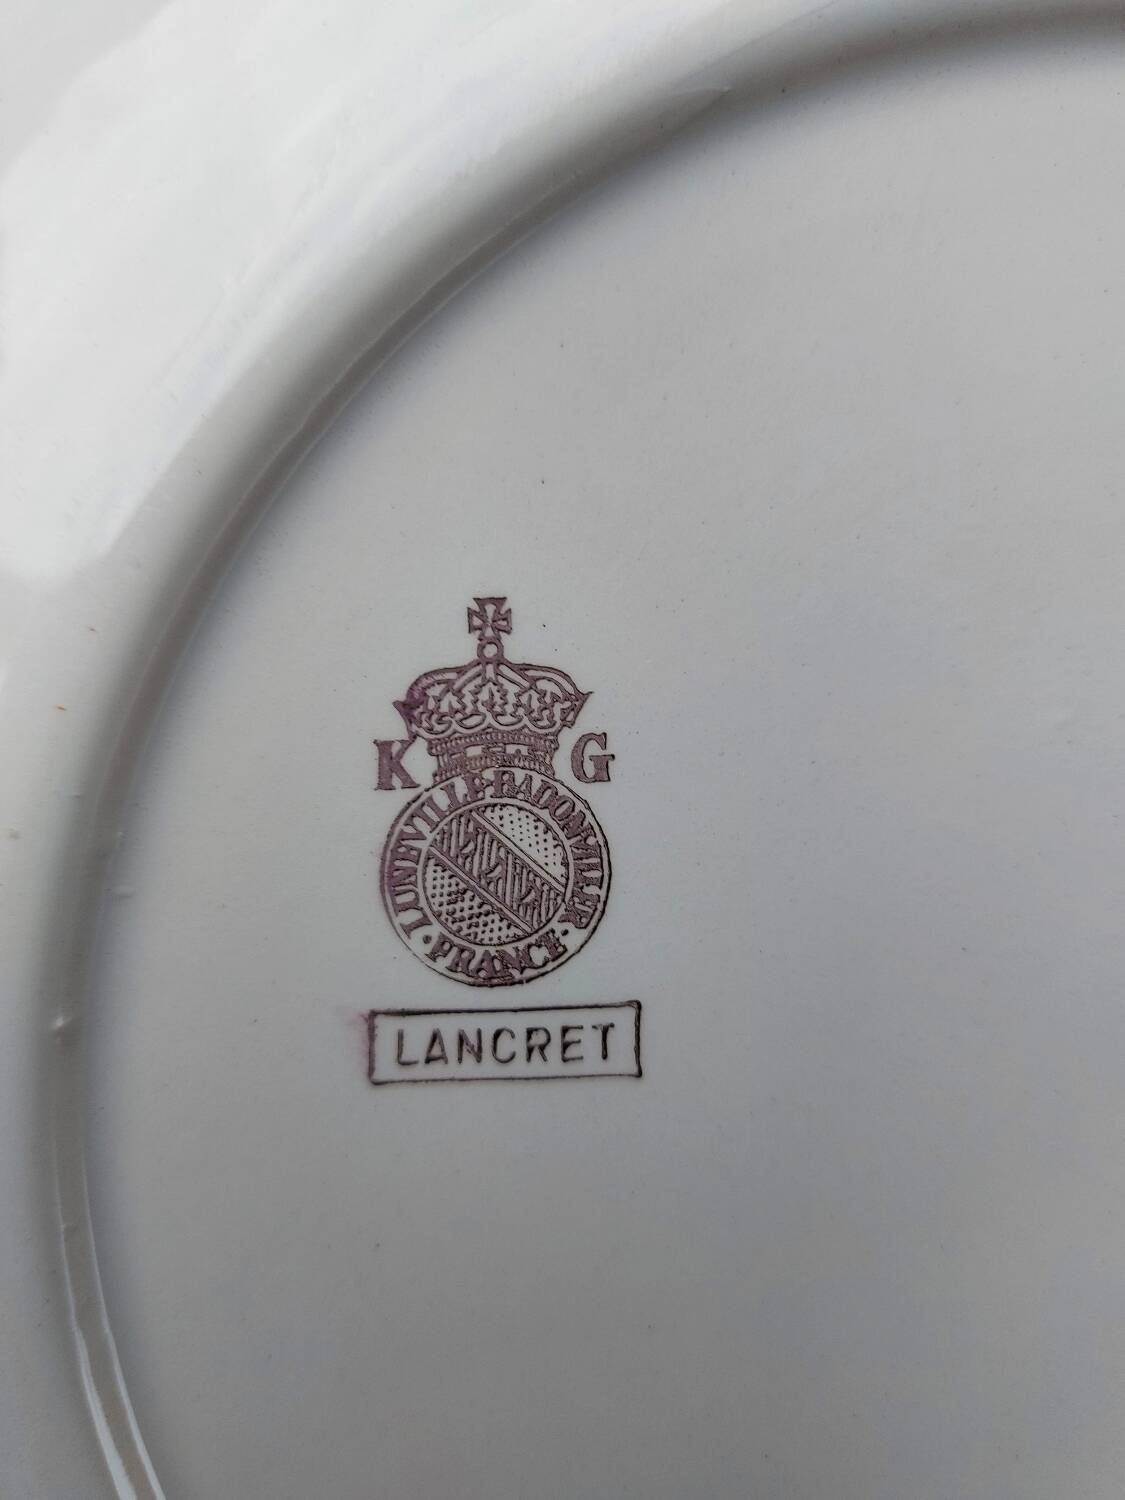 K G
LUNEVILLE·BADONVILLER
·FRANCE·
LANCRET